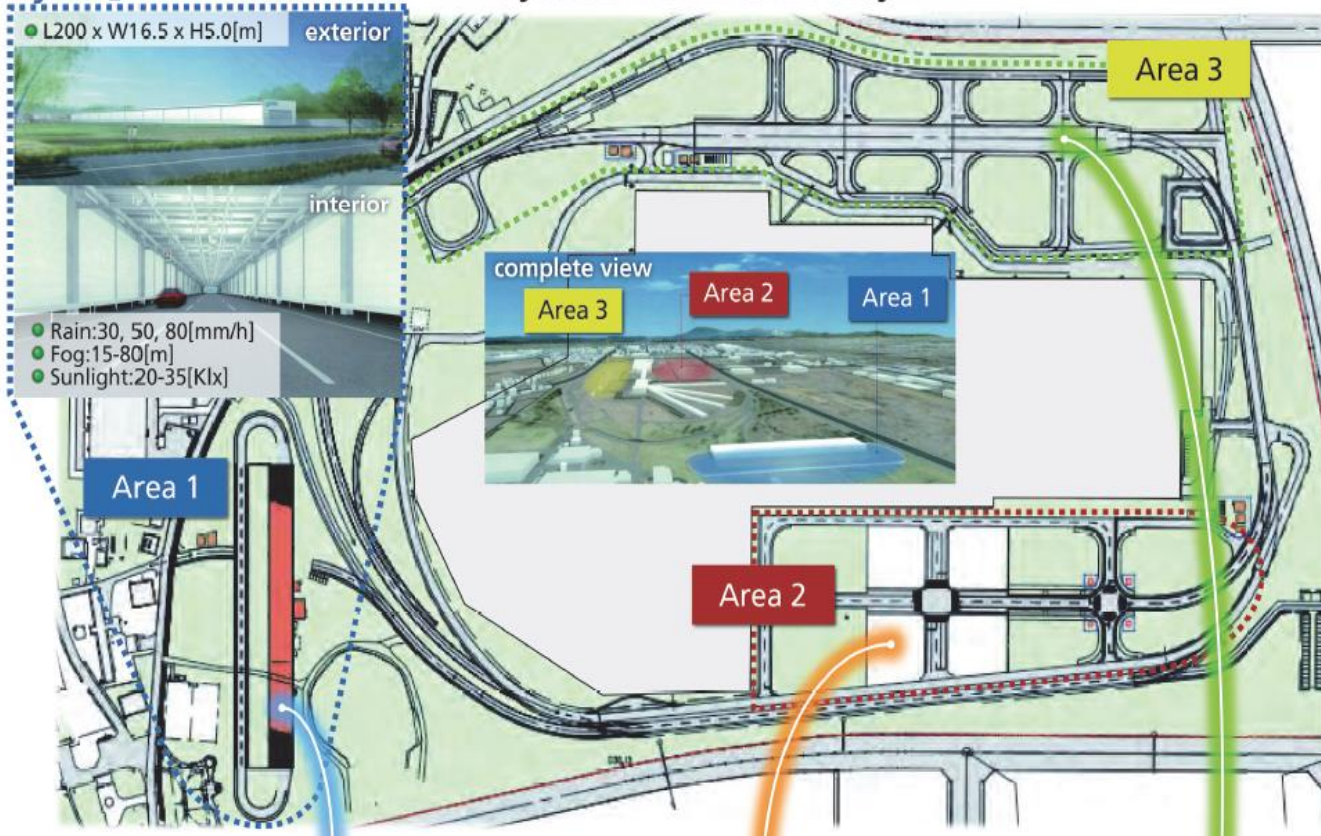 L200 x W16.5 x H5.0[m]
exterior
interior
Rain:30, 50, 80[mm/h]
Fog:15-80[m]
Sunlight:20-35[Klx]
Area 3
complete view
Area 3
Area 2
Area 1
Area 1
Area 2